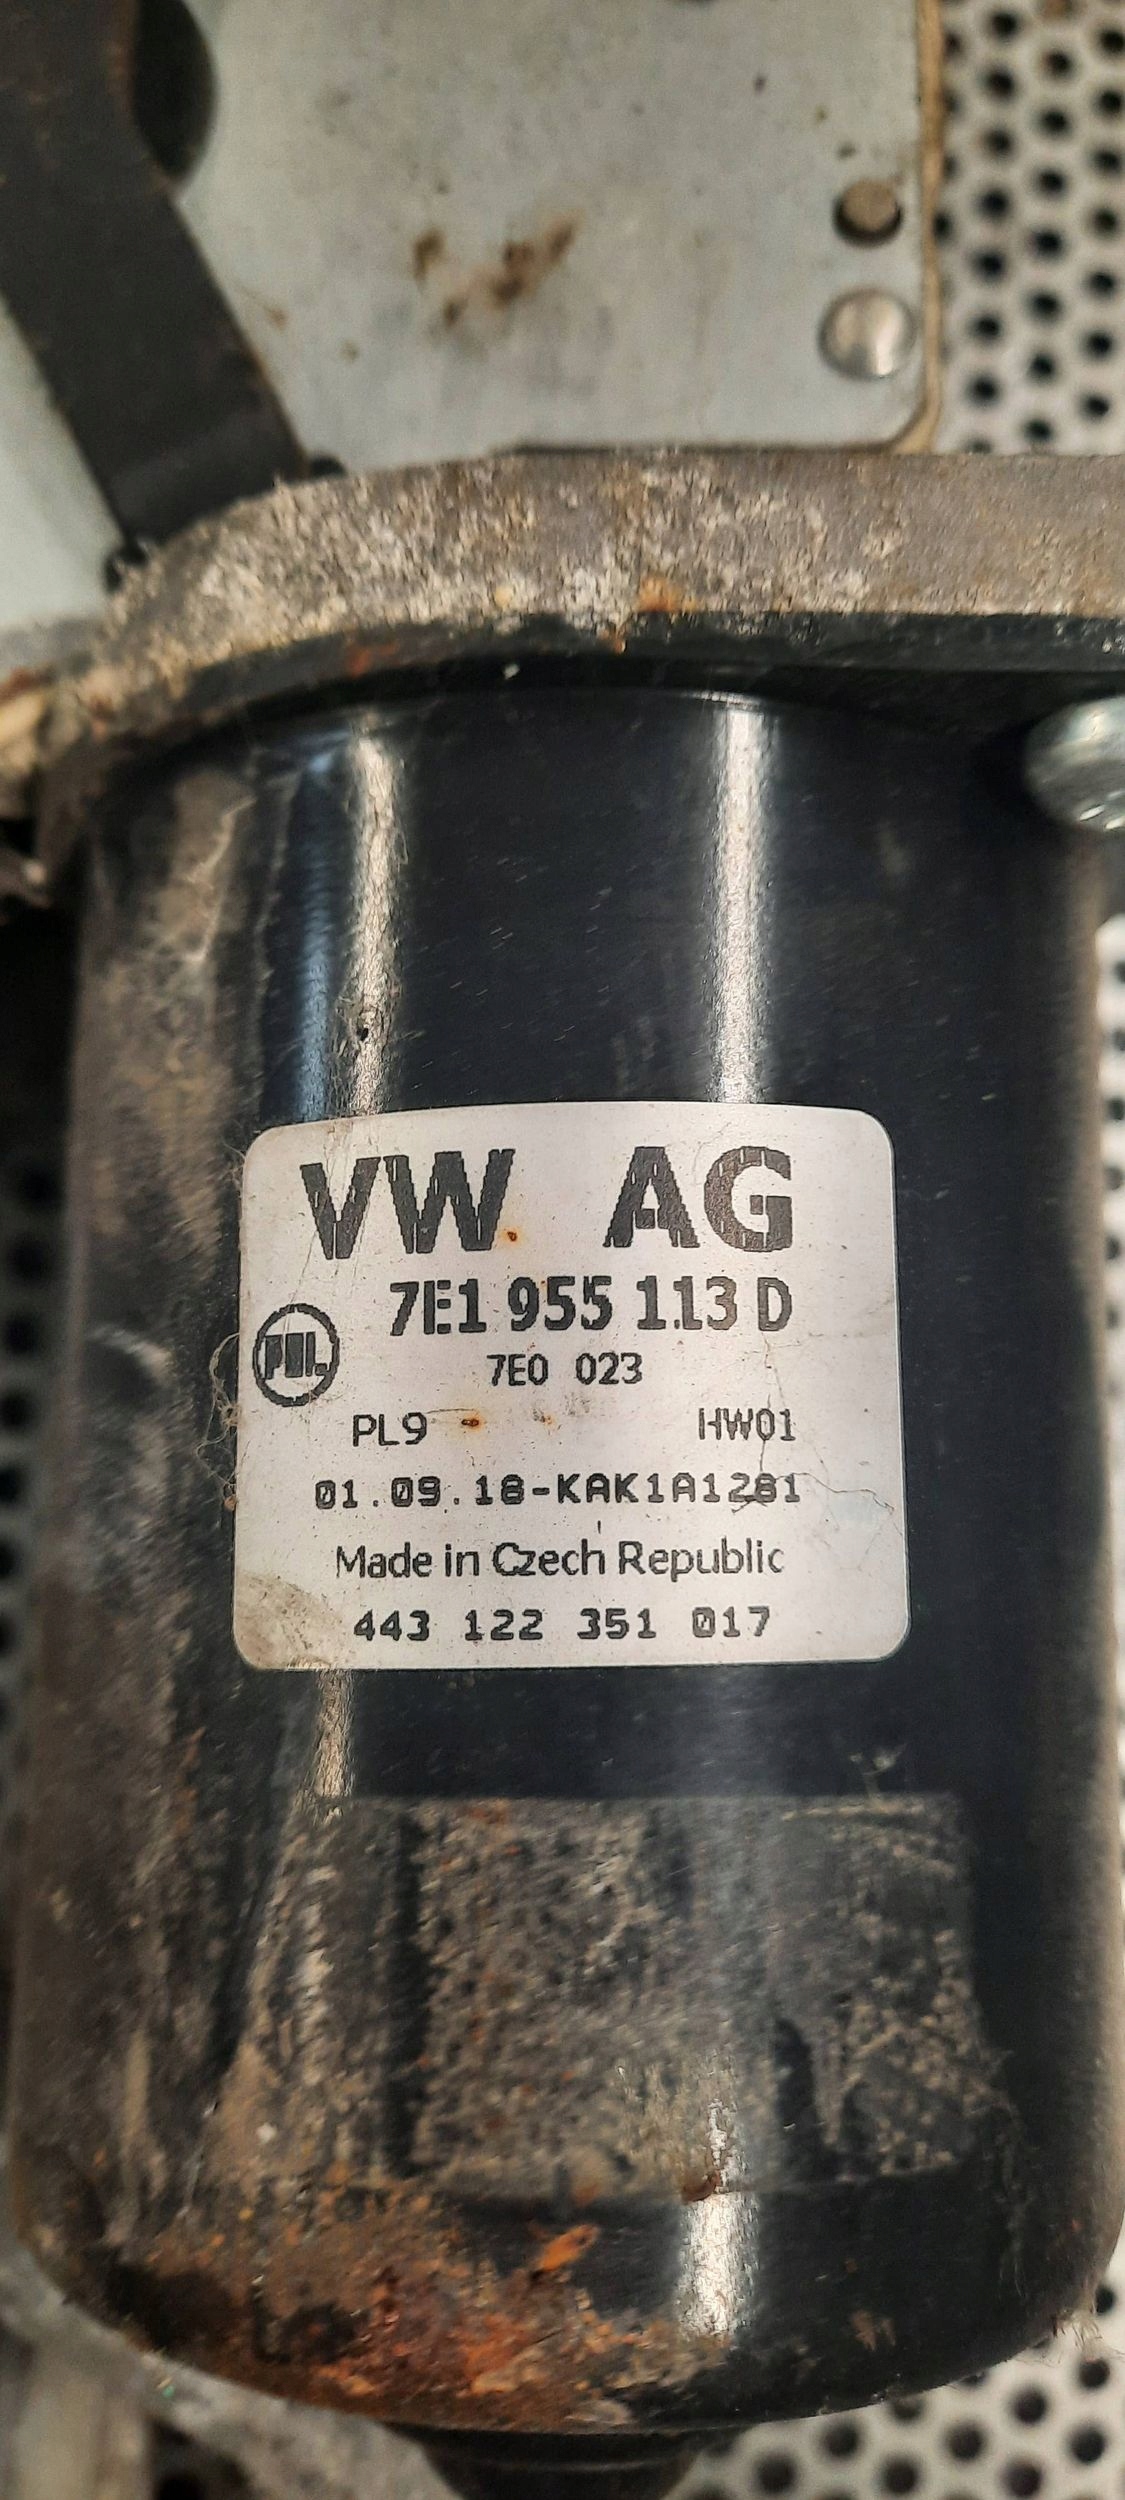 VW AG
7E1 955 113 D
PAL
7E0 023
PL9 HW01
01.09.18-KAK1A1281
Made in Czech Republic
443 122 351 017